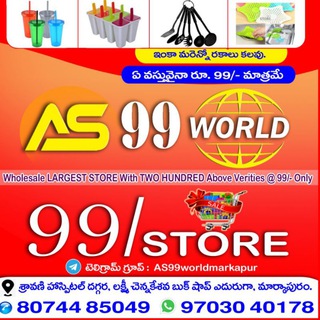 ఇంకా మరెన్నో రకాలు కలవు.
ఏ వస్తువైనా రూ. 99/- మాత్రమే
AS 99 WORLD
Wholesale LARGEST STORE With TWO HUNDRED Above Verities @ 99/- Only
99/STORE
టెలిగ్రామ్ గ్రూప్ : AS99worldmarkapur
శ్రావణి హాస్పిటల్ దగ్గర, లక్ష్మీ చెన్నకేశవ బుక్ షాప్ ఎదురుగా, మార్కాపురం.
80744 85049 97030 40178